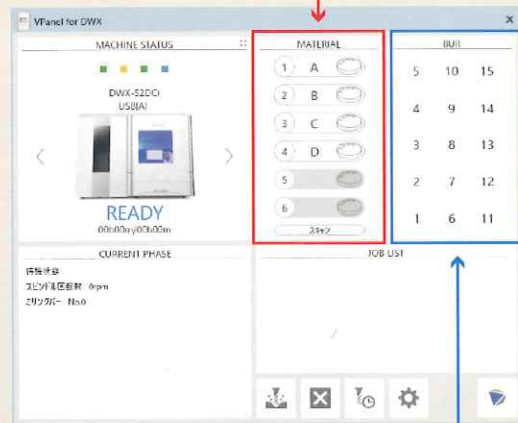 VPanel for DWX
MACHINE STATUS
DWX-52DCi
USB[A]
READY
00h00m/00h00m
MATERIAL
1 A
2 B
3 C
4 D
5
6
スキャン
BUR
5 10 15
4 9 14
3 8 13
2 7 12
1 6 11
CURRENT PHASE
待機状態
スピンドル回転数 0rpm
ミリングバー No.0
JOB LIST